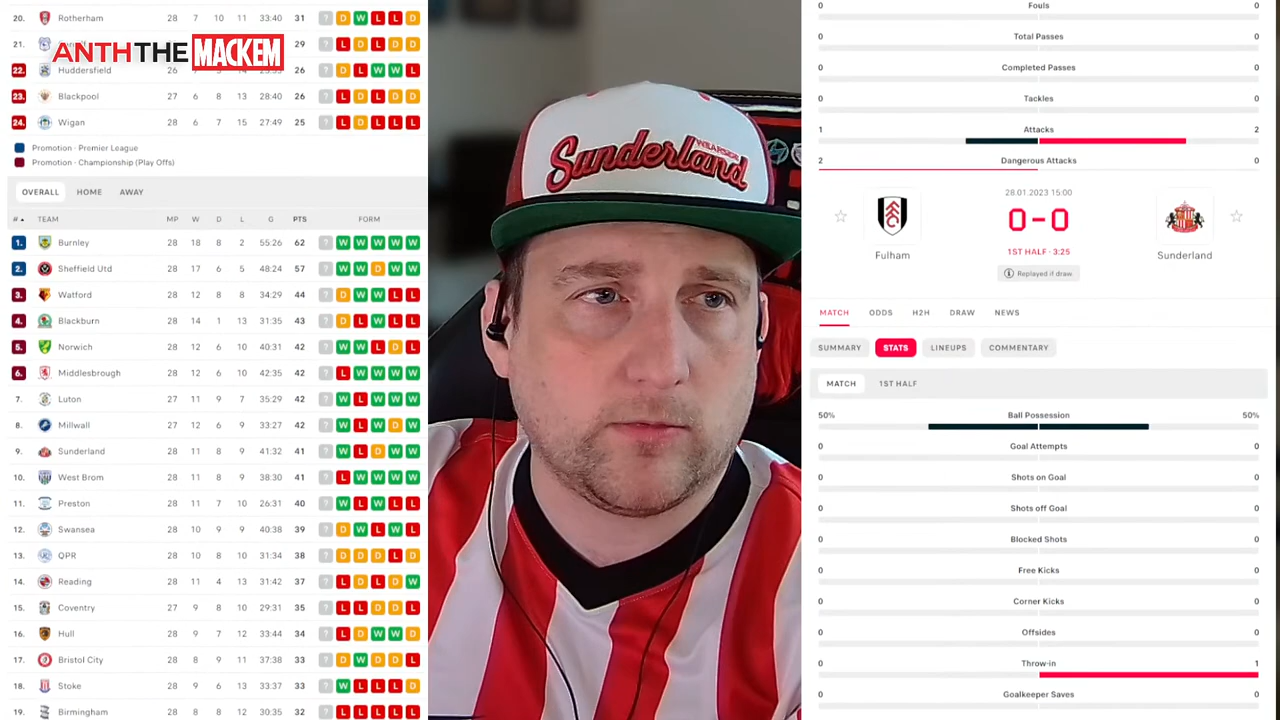 20. Rotherham 28 7 10 11 33:40 31 ? D W L L D
21. 29 ? L D L D D
ANTHTHEMACKEM
22. Huddersfield 26 26 ? D L W W L
23. Blackpool 27 6 8 13 28:40 26 ? L D L D D
24. Wigan 28 6 7 15 27:49 25 ? L D L L L
Promotion - Premier League
Promotion - Championship (Play Offs)
OVERALL HOME AWAY
# TEAM MP W D L G PTS FORM
1. Burnley 28 18 8 2 55:26 62 ? W W W W W
2. Sheffield Utd 28 17 6 5 48:24 57 ? W W D W W
3. Watford 28 12 8 8 34:29 44 ? D W W L L
4. Blackburn 28 14 1 13 31:35 43 ? D L W L L
5. Norwich 28 12 6 10 40:31 42 ? W W L D L
6. Middlesbrough 28 12 6 10 42:35 42 ? L W W W W
7. Luton 27 11 9 7 35:29 42 ? W L W W W
8. Millwall 27 12 6 9 33:27 42 ? W L W D W
9. Sunderland 28 11 8 9 41:32 41 ? W L D W W
10. West Brom 28 11 8 9 38:30 41 ? L W W W W
11. Preston 28 11 7 10 26:31 40 ? W L W L L
12. Swansea 28 10 9 9 40:38 39 ? D W L W L
13. QPR 28 10 8 10 31:34 38 ? D D D L D
14. Reading 28 11 4 13 31:42 37 ? L D L D W
15. Coventry 27 9 8 10 29:31 35 ? L L D D L
16. Hull 28 9 7 12 33:44 34 ? L D W W D
17. Bristol City 28 8 9 11 37:38 33 ? D W D D L
18. Stoke 28 9 6 13 33:37 33 ? W L L L D
19. Birmingham 28 8 8 12 30:35 32 ? L L L L L
WEARSIDE
Sunderland
0 Fouls 0
0 Total Passes 0
0 Completed Passes 0
0 Tackles 0
1 Attacks 2
2 Dangerous Attacks 0
28.01.2023 15:00
0-0
1ST HALF - 3:25
Fulham Sunderland
Replayed if draw.
MATCH ODDS H2H DRAW NEWS
SUMMARY STATS LINEUPS COMMENTARY
MATCH 1ST HALF
50% Ball Possession 50%
0 Goal Attempts 0
0 Shots on Goal 0
0 Shots off Goal 0
0 Blocked Shots 0
0 Free Kicks 0
0 Corner Kicks 0
0 Offsides 0
0 Throw-in 1
0 Goalkeeper Saves 0